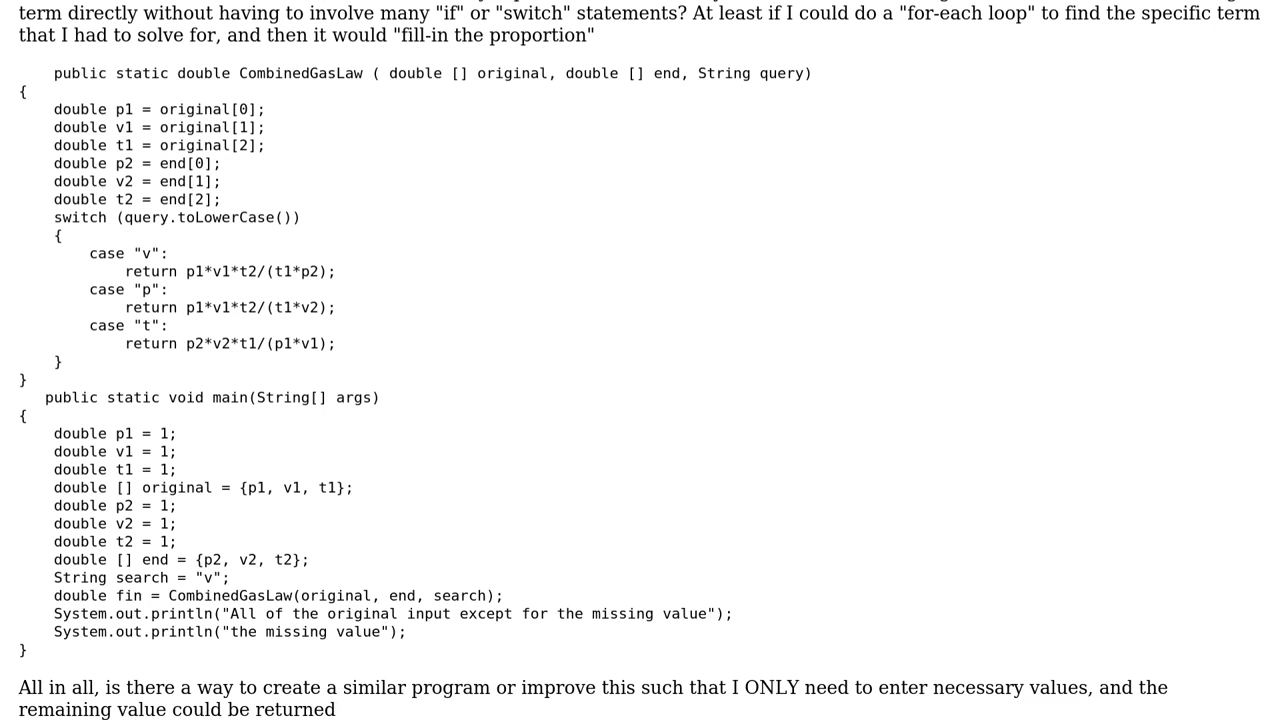 term directly without having to involve many "if" or "switch" statements? At least if I could do a "for-each loop" to find the specific term
that I had to solve for, and then it would "fill-in the proportion"
public static double CombinedGasLaw ( double [] original, double [] end, String query)
{
double p1 = original[0];
double v1 = original[1];
double t1 = original[2];
double p2 = end[0];
double v2 = end[1];
double t2 = end[2];
switch (query.toLowerCase())
{
case "v":
return p1*v1*t2/(t1*p2);
case "p":
return p1*v1*t2/(t1*v2);
case "t":
return p2*v2*t1/(p1*v1);
}
}
public static void main(String[] args)
{
double p1 = 1;
double v1 = 1;
double t1 = 1;
double [] original = {p1, v1, t1};
double p2 = 1;
double v2 = 1;
double t2 = 1;
double [] end = {p2, v2, t2};
String search = "v";
double fin = CombinedGasLaw(original, end, search);
System.out.println("All of the original input except for the missing value");
System.out.println("the missing value");
}
All in all, is there a way to create a similar program or improve this such that I ONLY need to enter necessary values, and the
remaining value could be returned